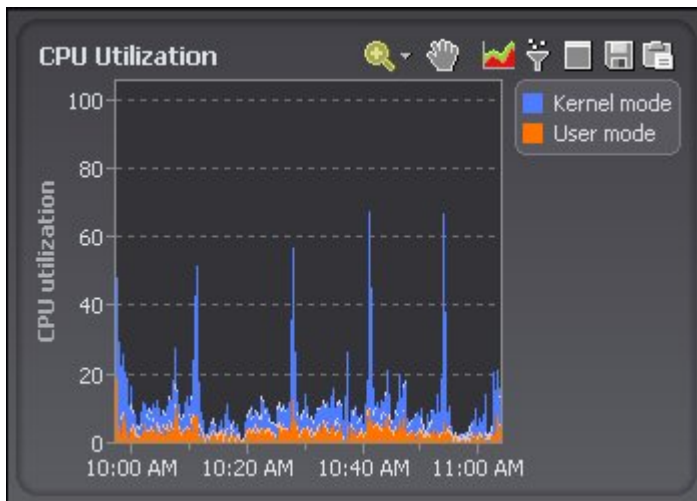 CPU Utilization
Kernel mode
User mode
CPU utilization
100
80
60
40
20
0
10:00 AM 10:20 AM 10:40 AM 11:00 AM